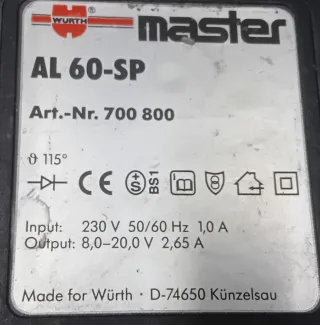 WÜRTH master
AL 60-SP
Art.-Nr. 700 800
ϑ 115°
CE S BS1 8
Input: 230 V 50/60 Hz 1,0 A
Output: 8,0–20,0 V 2,65 A
Made for Würth · D-74650 Künzelsau